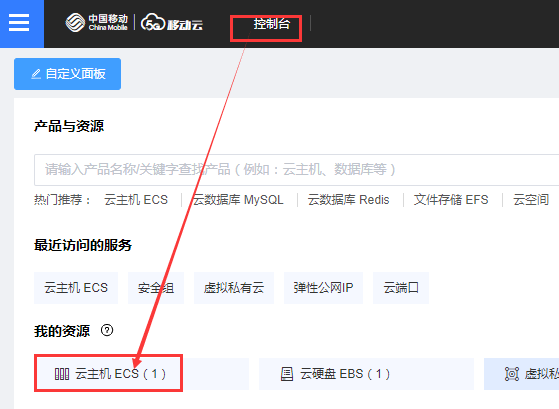 中国移动 China Mobile 5G 移动云 控制台
自定义面板
产品与资源
请输入产品名称/关键字查找产品（例如：云主机、数据库等）
热门推荐： 云主机 ECS 云数据库 MySQL 云数据库 Redis 文件存储 EFS 云空间
最近访问的服务
云主机 ECS 安全组 虚拟私有云 弹性公网IP 云端口
我的资源 ?
云主机 ECS（1） 云硬盘 EBS（1） 虚拟私